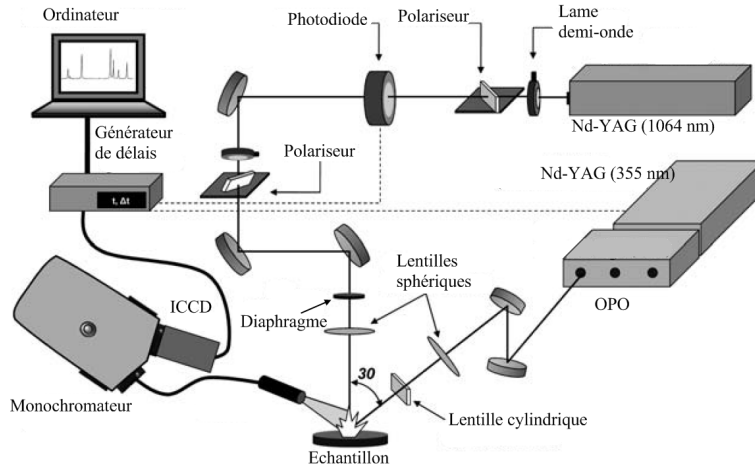 Ordinateur
Photodiode
Polariseur
Lame
demi-onde
Nd-YAG (1064 nm)
Générateur
de délais
Polariseur
t, Δt
Nd-YAG (355 nm)
OPO
Lentilles
sphériques
ICCD
Diaphragme
30
Monochromateur
Lentille cylindrique
Echantillon